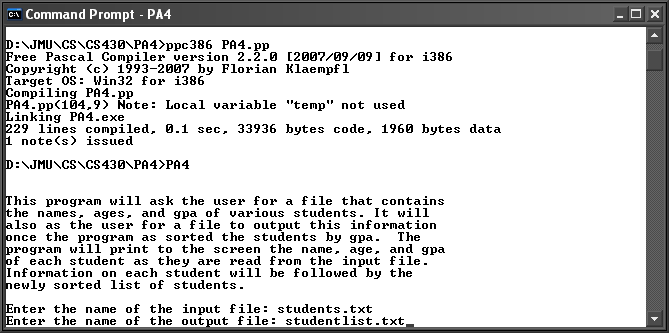 Command Prompt - PA4
D:\JMU\CS\CS430\PA4>ppc386 PA4.pp
Free Pascal Compiler version 2.2.0 [2007/09/09] for i386
Copyright (c) 1993-2007 by Florian Klaempfl
Target OS: Win32 for i386
Compiling PA4.pp
PA4.pp(104,9) Note: Local variable "temp" not used
Linking PA4.exe
229 lines compiled, 0.1 sec, 33936 bytes code, 1960 bytes data
1 note(s) issued
D:\JMU\CS\CS430\PA4>PA4
This program will ask the user for a file that contains
the names, ages, and gpa of various students. It will
also as the user for a file to output this information
once the program as sorted the students by gpa.  The
program will print to the screen the name, age, and gpa
of each student as they are read from the input file.
Information on each student will be followed by the
newly sorted list of students.
Enter the name of the input file: students.txt
Enter the name of the output file: studentlist.txt_